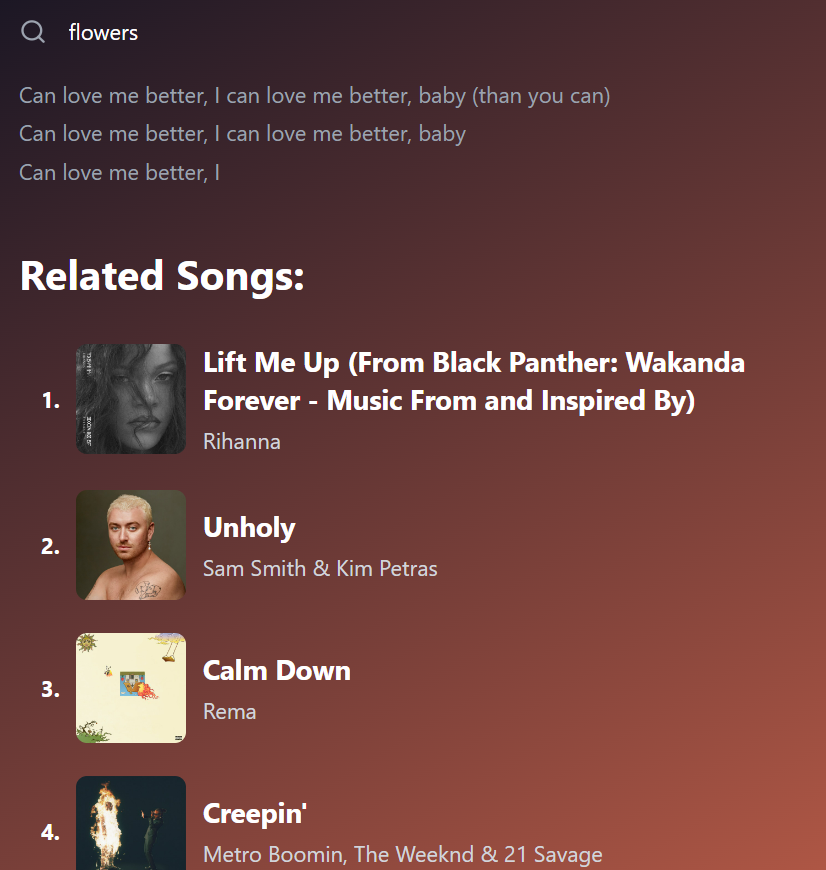 flowers
Can love me better, I can love me better, baby (than you can)
Can love me better, I can love me better, baby
Can love me better, I
Related Songs:
1.
Lift Me Up (From Black Panther: Wakanda
Forever - Music From and Inspired By)
Rihanna
2.
Unholy
Sam Smith & Kim Petras
3.
Calm Down
Rema
4.
Creepin'
Metro Boomin, The Weeknd & 21 Savage